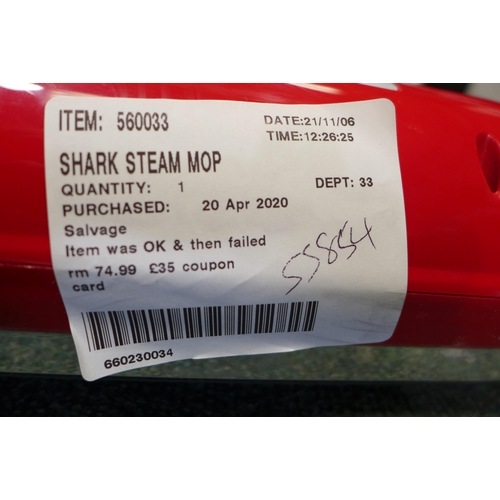 ITEM: 560033 DATE:21/11/06
TIME:12:26:25
SHARK STEAM MOP
QUANTITY: 1 DEPT: 33
PURCHASED: 20 Apr 2020
Salvage
Item was OK & then failed
rm 74.99 £35 coupon
card
55854
660230034